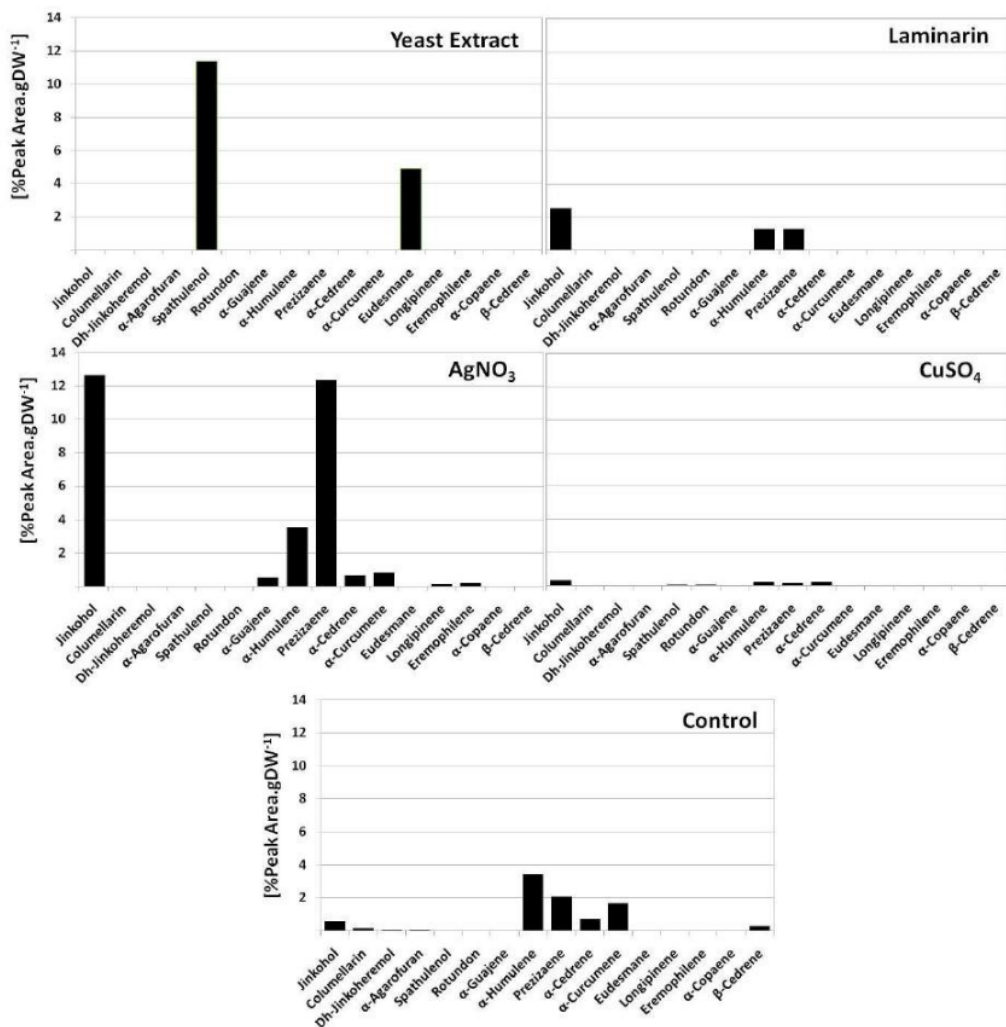 Yeast Extract
[%Peak Area.gDW⁻¹]
14
12
10
8
6
4
2
Jinkohol
Columellarin
Dh-Jinkoheremol
α-Agarofuran
Spathulenol
Rotundon
α-Guajene
α-Humulene
Prezizaene
α-Cedrene
α-Curcumene
Eudesmane
Longipinene
Eremophilene
α-Copaene
β-Cedrene
Laminarin
Jinkohol
Columellarin
Dh-Jinkoheremol
α-Agarofuran
Spathulenol
Rotundon
α-Guajene
α-Humulene
Prezizaene
α-Cedrene
α-Curcumene
Eudesmane
Longipinene
Eremophilene
α-Copaene
β-Cedrene
AgNO₃
[%Peak Area.gDW⁻¹]
14
12
10
8
6
4
2
Jinkohol
Columellarin
Dh-Jinkoheremol
α-Agarofuran
Spathulenol
Rotundon
α-Guajene
α-Humulene
Prezizaene
α-Cedrene
α-Curcumene
Eudesmane
Longipinene
Eremophilene
α-Copaene
β-Cedrene
CuSO₄
Jinkohol
Columellarin
Dh-Jinkoheremol
α-Agarofuran
Spathulenol
Rotundon
α-Guajene
α-Humulene
Prezizaene
α-Cedrene
α-Curcumene
Eudesmane
Longipinene
Eremophilene
α-Copaene
β-Cedrene
Control
[%Peak Area.gDW⁻¹]
14
12
10
8
6
4
2
Jinkohol
Columellarin
Dh-Jinkoheremol
α-Agarofuran
Spathulenol
Rotundon
α-Guajene
α-Humulene
Prezizaene
α-Cedrene
α-Curcumene
Eudesmane
Longipinene
Eremophilene
α-Copaene
β-Cedrene